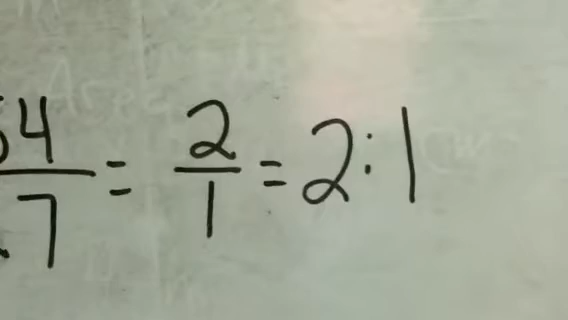 4/7 = 2/1 = 2:1